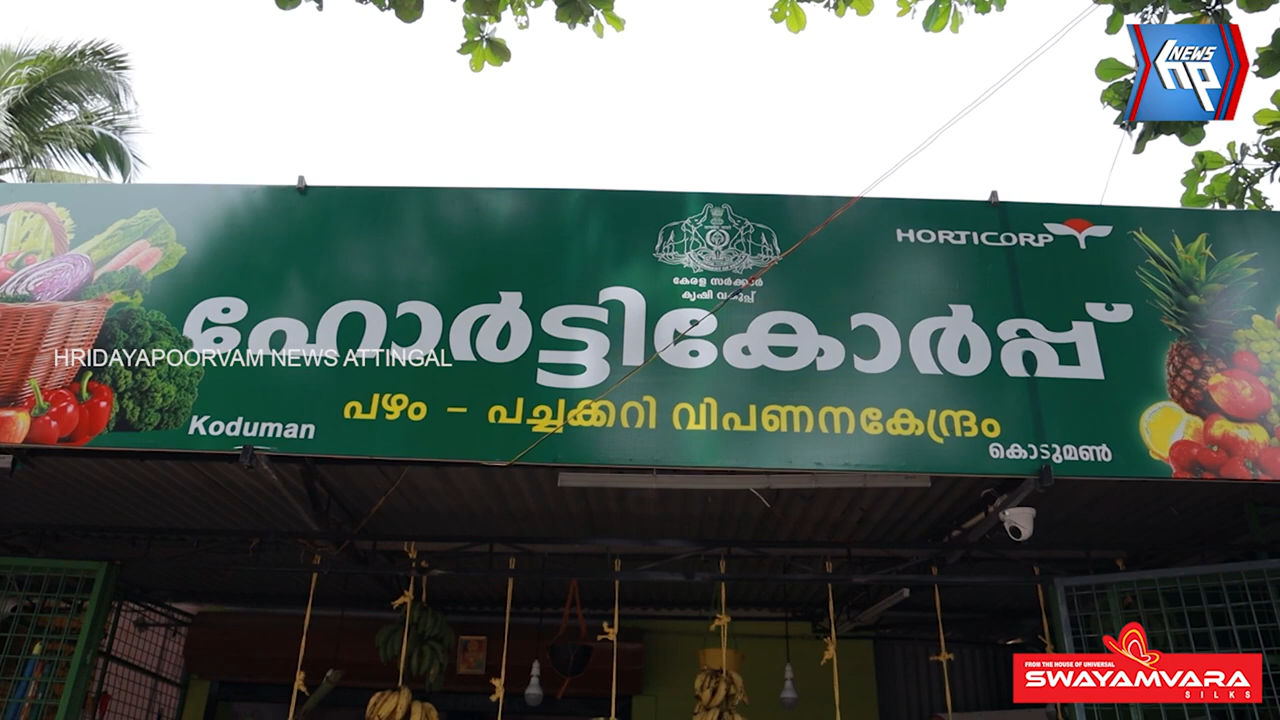 NEWS
hp
HORTICORP
കേരള സർക്കാർ
കൃഷി വകുപ്പ്
ഹോർട്ടികോർപ്പ്
HRIDAYAPOORVAM NEWS ATTINGAL
പഴം - പച്ചക്കറി വിപണനകേന്ദ്രം
Koduman
കൊടുമൺ
FROM THE HOUSE OF UNIVERSAL
SWAYAMVARA
SILKS